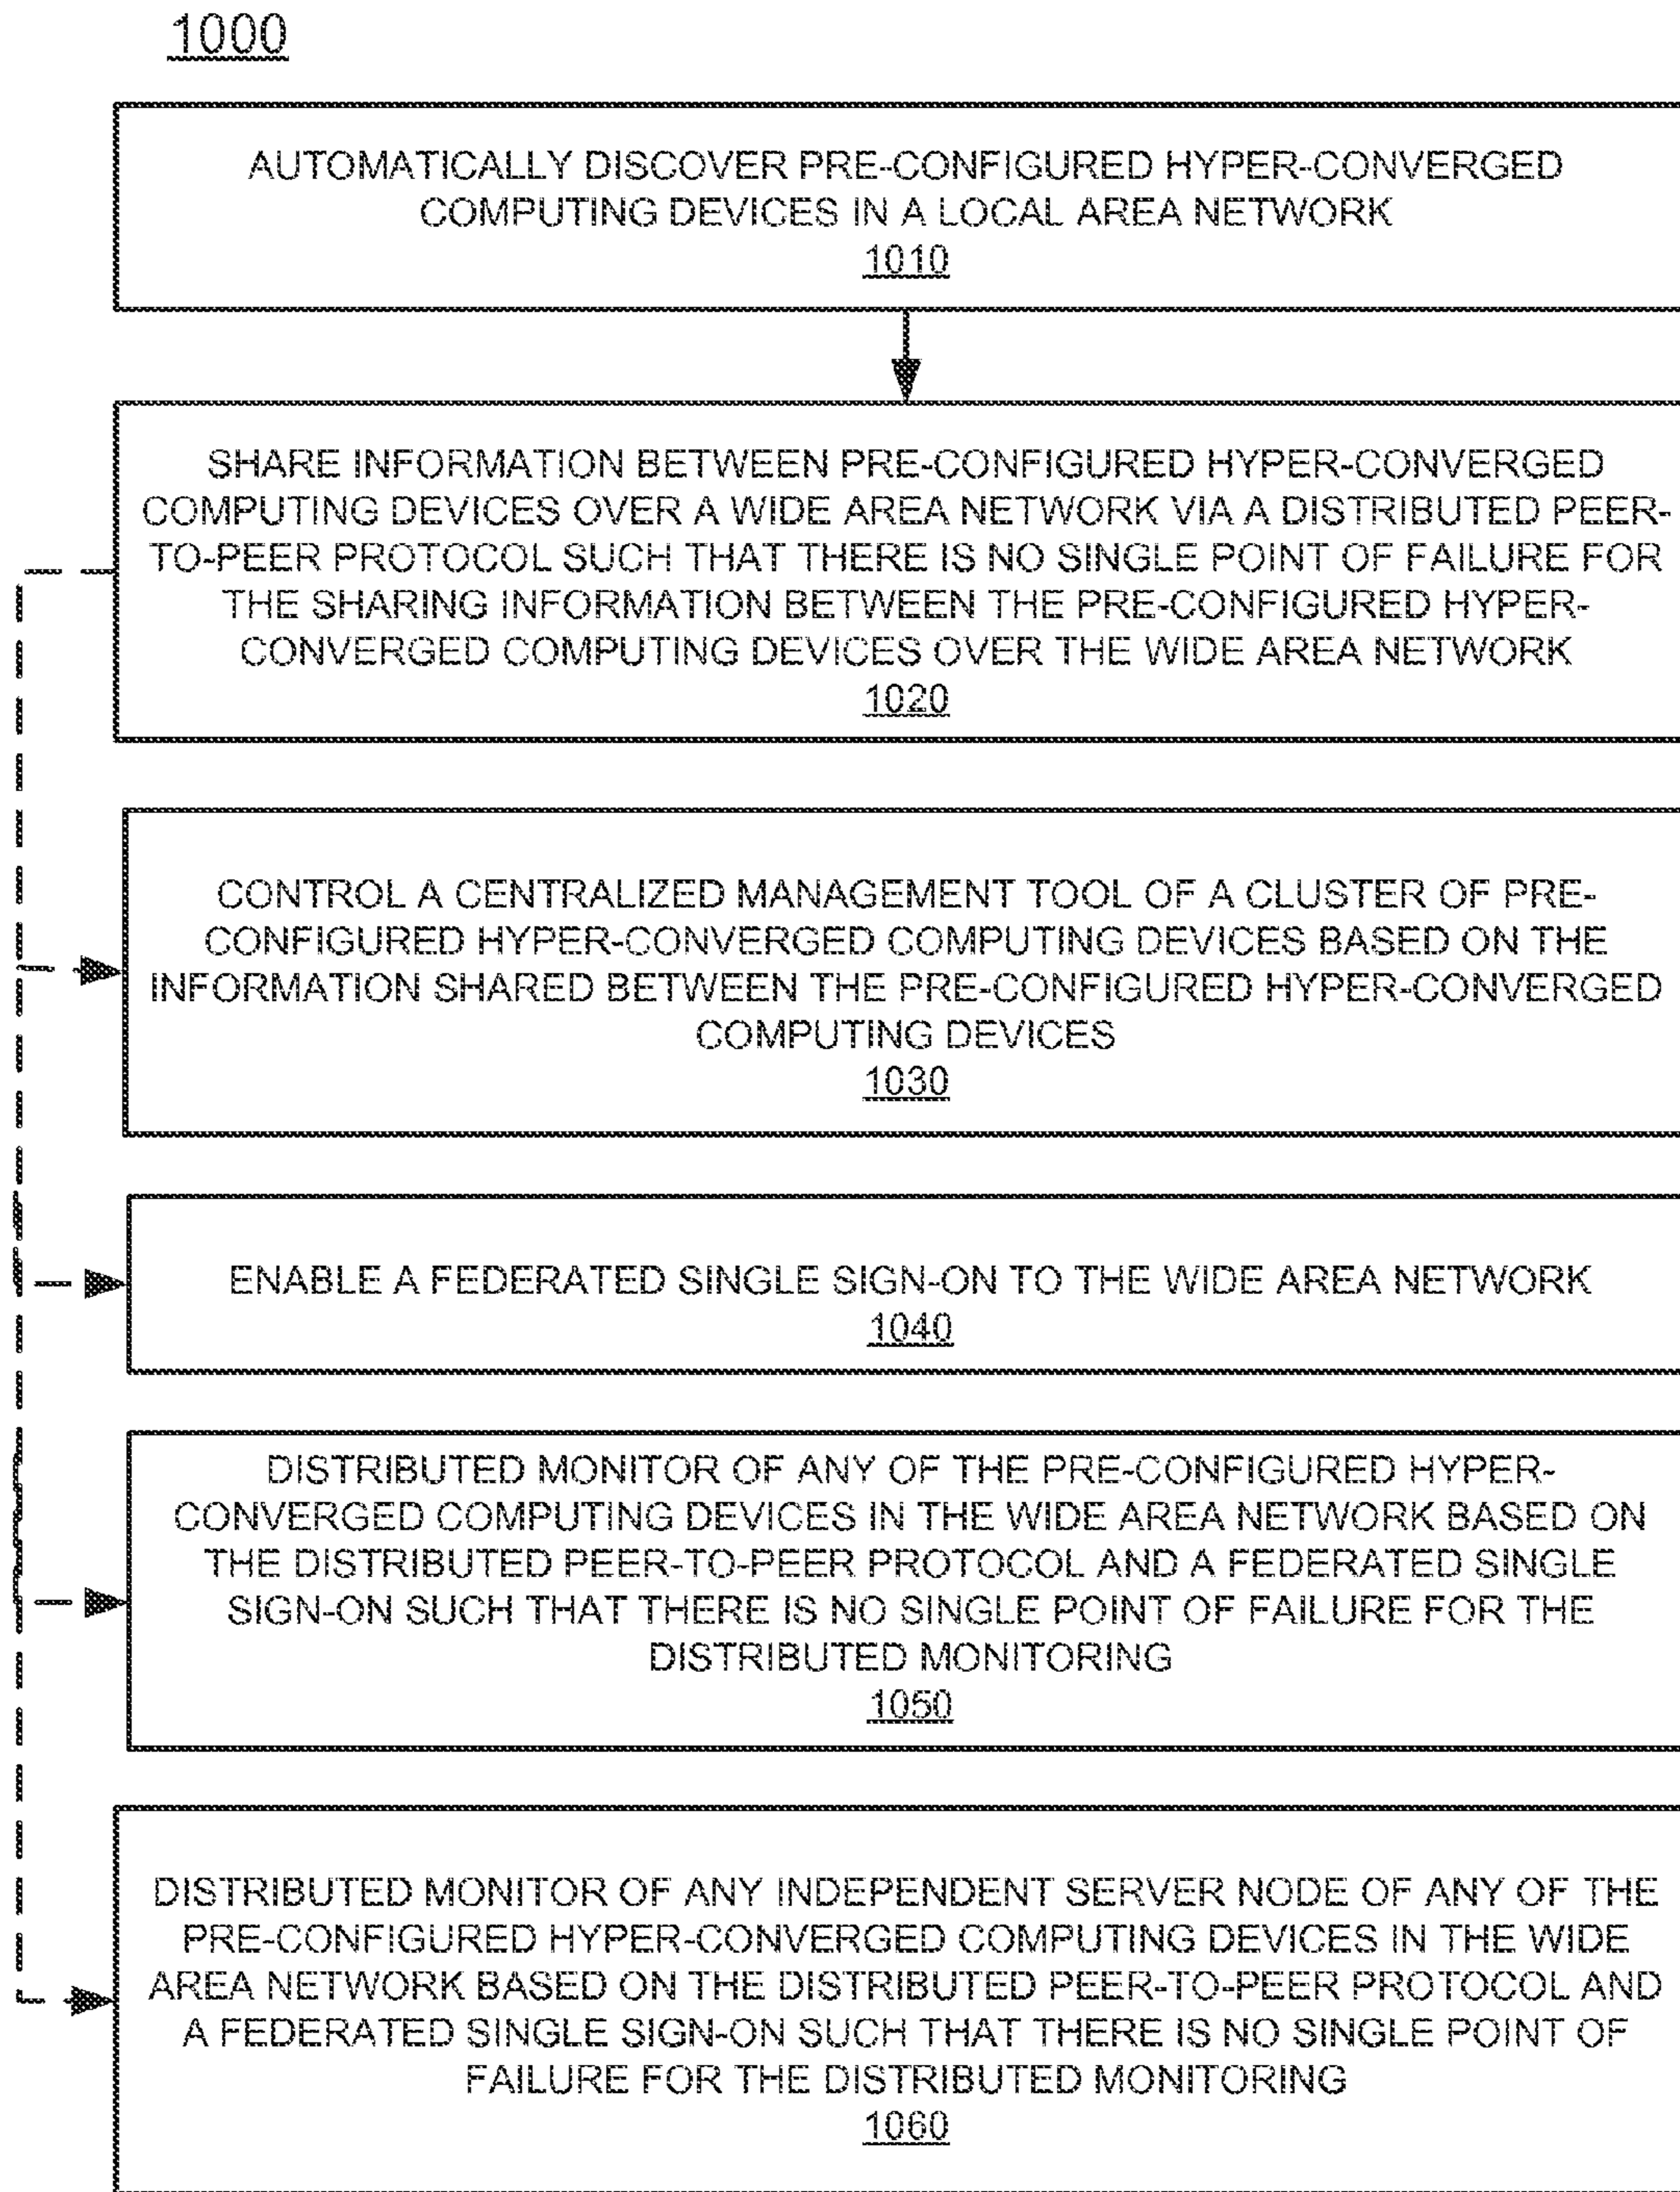 1000
AUTOMATICALLY DISCOVER PRE-CONFIGURED HYPER-CONVERGED
COMPUTING DEVICES IN A LOCAL AREA NETWORK
1010
SHARE INFORMATION BETWEEN PRE-CONFIGURED HYPER-CONVERGED
COMPUTING DEVICES OVER A WIDE AREA NETWORK VIA A DISTRIBUTED PEER-
TO-PEER PROTOCOL SUCH THAT THERE IS NO SINGLE POINT OF FAILURE FOR
THE SHARING INFORMATION BETWEEN THE PRE-CONFIGURED HYPER-
CONVERGED COMPUTING DEVICES OVER THE WIDE AREA NETWORK
1020
CONTROL A CENTRALIZED MANAGEMENT TOOL OF A CLUSTER OF PRE-
CONFIGURED HYPER-CONVERGED COMPUTING DEVICES BASED ON THE
INFORMATION SHARED BETWEEN THE PRE-CONFIGURED HYPER-CONVERGED
COMPUTING DEVICES
1030
ENABLE A FEDERATED SINGLE SIGN-ON TO THE WIDE AREA NETWORK
1040
DISTRIBUTED MONITOR OF ANY OF THE PRE-CONFIGURED HYPER-
CONVERGED COMPUTING DEVICES IN THE WIDE AREA NETWORK BASED ON
THE DISTRIBUTED PEER-TO-PEER PROTOCOL AND A FEDERATED SINGLE
SIGN-ON SUCH THAT THERE IS NO SINGLE POINT OF FAILURE FOR THE
DISTRIBUTED MONITORING
1050
DISTRIBUTED MONITOR OF ANY INDEPENDENT SERVER NODE OF ANY OF THE
PRE-CONFIGURED HYPER-CONVERGED COMPUTING DEVICES IN THE WIDE
AREA NETWORK BASED ON THE DISTRIBUTED PEER-TO-PEER PROTOCOL AND
A FEDERATED SINGLE SIGN-ON SUCH THAT THERE IS NO SINGLE POINT OF
FAILURE FOR THE DISTRIBUTED MONITORING
1060